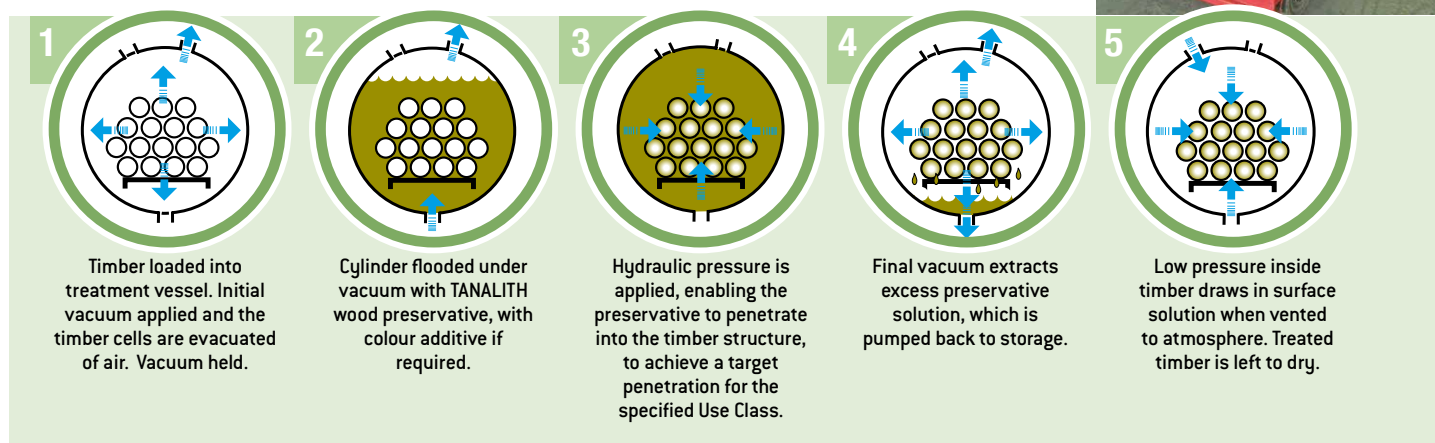 1
Timber loaded into
treatment vessel. Initial
vacuum applied and the
timber cells are evacuated
of air. Vacuum held.
2
Cylinder flooded under
vacuum with TANALITH
wood preservative, with
colour additive if
required.
3
Hydraulic pressure is
applied, enabling the
preservative to penetrate
into the timber structure,
to achieve a target
penetration for the
specified Use Class.
4
Final vacuum extracts
excess preservative
solution, which is
pumped back to storage.
5
Low pressure inside
timber draws in surface
solution when vented
to atmosphere. Treated
timber is left to dry.